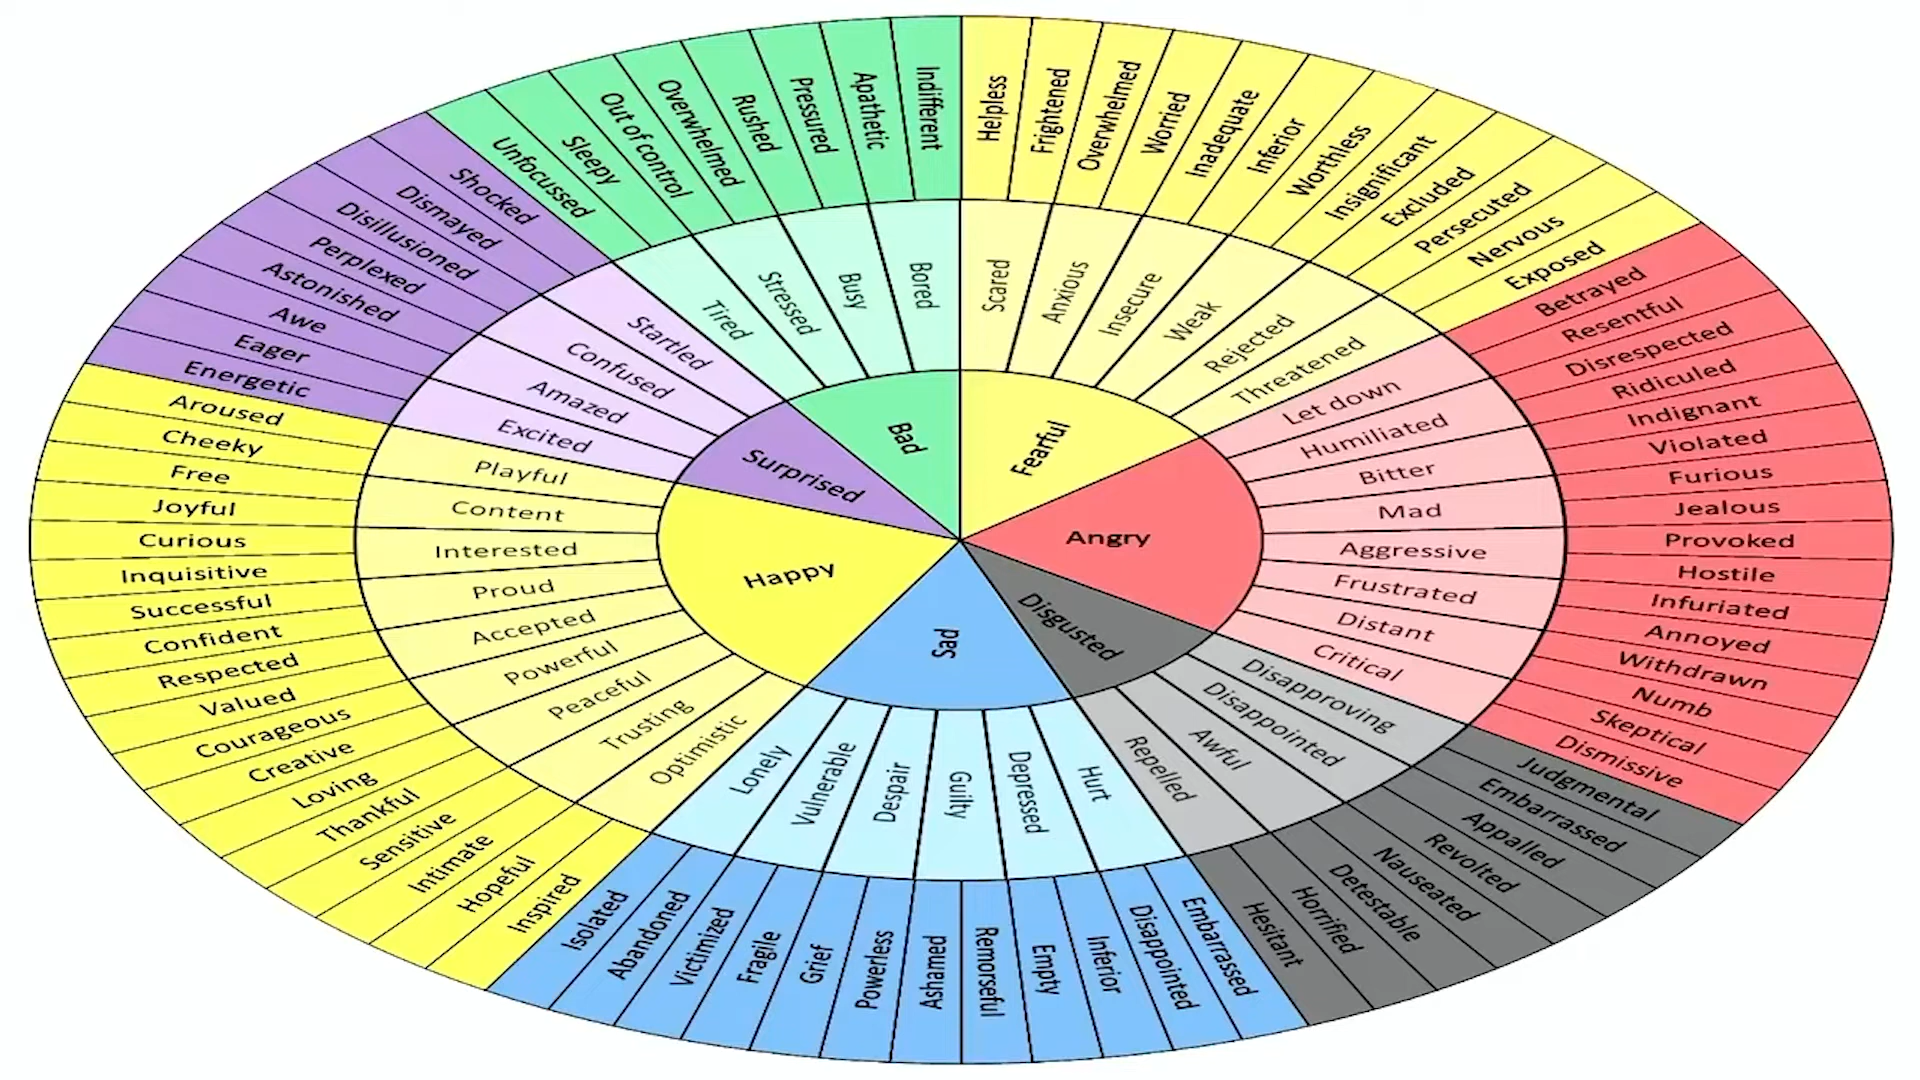 Bad
Fearful
Angry
Disgusted
Sad
Happy
Surprised
Bored
Scared
Anxious
Insecure
Weak
Rejected
Threatened
Let down
Humiliated
Bitter
Mad
Aggressive
Frustrated
Distant
Critical
Disapproving
Disappointed
Awful
Repelled
Hurt
Depressed
Guilty
Despair
Vulnerable
Lonely
Optimistic
Trusting
Peaceful
Powerful
Accepted
Proud
Interested
Content
Playful
Excited
Amazed
Confused
Startled
Tired
Stressed
Busy
Indifferent
Helpless
Frightened
Overwhelmed
Worried
Inadequate
Inferior
Worthless
Insignificant
Excluded
Persecuted
Nervous
Exposed
Betrayed
Resentful
Disrespected
Ridiculed
Indignant
Violated
Furious
Jealous
Provoked
Hostile
Infuriated
Annoyed
Withdrawn
Numb
Skeptical
Dismissive
Judgmental
Embarrassed
Appalled
Revolted
Nauseated
Detestable
Horrified
Hesitant
Embarrassed
Disappointed
Inferior
Empty
Remorseful
Ashamed
Powerless
Grief
Fragile
Victimized
Abandoned
Isolated
Inspired
Hopeful
Intimate
Sensitive
Thankful
Loving
Creative
Courageous
Valued
Respected
Confident
Successful
Inquisitive
Curious
Joyful
Free
Cheeky
Aroused
Energetic
Eager
Awe
Astonished
Perplexed
Disillusioned
Dismayed
Shocked
Unfocussed
Sleepy
Out of control
Overwhelmed
Rushed
Pressured
Apathetic